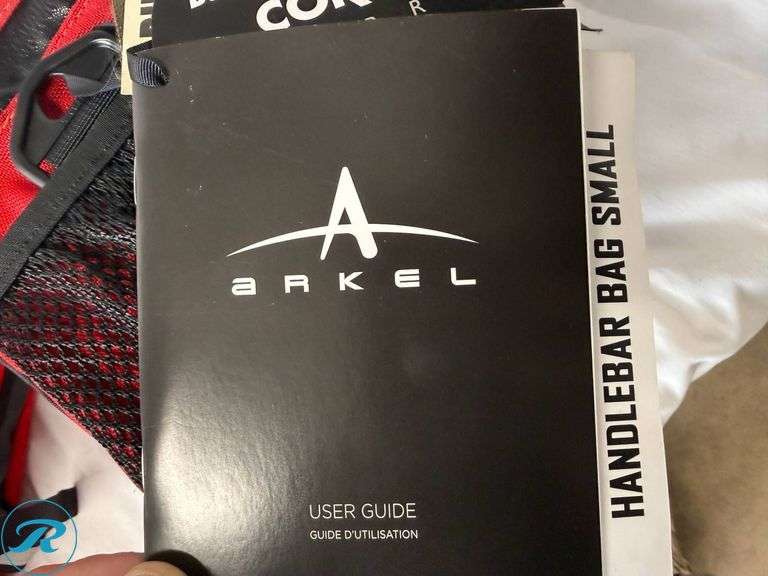 COR
R
A
arkel
USER GUIDE
GUIDE D'UTILISATION
HANDLEBAR BAG SMALL
R